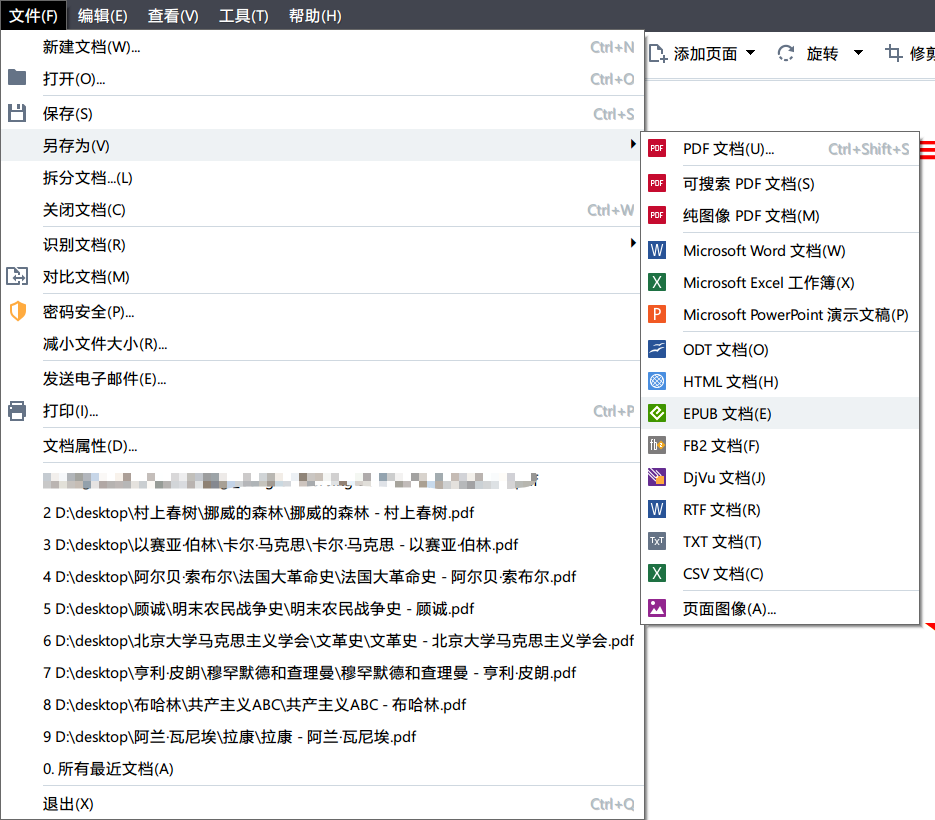 文件(F) 编辑(E) 查看(V) 工具(T) 帮助(H)
新建文档(W)... Ctrl+N
打开(O)... Ctrl+O
保存(S) Ctrl+S
另存为(V)
拆分文档...(L)
关闭文档(C) Ctrl+W
识别文档(R)
对比文档(M)
密码安全(P)...
减小文件大小(R)...
发送电子邮件(E)...
打印(I)... Ctrl+P
文档属性(D)...
2 D:\desktop\村上春树\挪威的森林\挪威的森林 - 村上春树.pdf
3 D:\desktop\以赛亚·伯林\卡尔·马克思\卡尔·马克思 - 以赛亚·伯林.pdf
4 D:\desktop\阿尔贝·索布尔\法国大革命史\法国大革命史 - 阿尔贝·索布尔.pdf
5 D:\desktop\顾诚\明末农民战争史\明末农民战争史 - 顾诚.pdf
6 D:\desktop\北京大学马克思主义学会\文革史\文革史 - 北京大学马克思主义学会.pdf
7 D:\desktop\亨利·皮朗\穆罕默德和查理曼\穆罕默德和查理曼 - 亨利·皮朗.pdf
8 D:\desktop\布哈林\共产主义ABC\共产主义ABC - 布哈林.pdf
9 D:\desktop\阿兰·瓦尼埃\拉康\拉康 - 阿兰·瓦尼埃.pdf
0. 所有最近文档(A)
退出(X) Ctrl+Q
添加页面 旋转 修剪
PDF PDF 文档(U)... Ctrl+Shift+S
PDF 可搜索 PDF 文档(S)
PDF 纯图像 PDF 文档(M)
W Microsoft Word 文档(W)
X Microsoft Excel 工作簿(X)
P Microsoft PowerPoint 演示文稿(P)
ODT 文档(O)
HTML 文档(H)
EPUB 文档(E)
fb FB2 文档(F)
DjVu 文档(J)
W RTF 文档(R)
TXT TXT 文档(T)
X CSV 文档(C)
页面图像(A)...